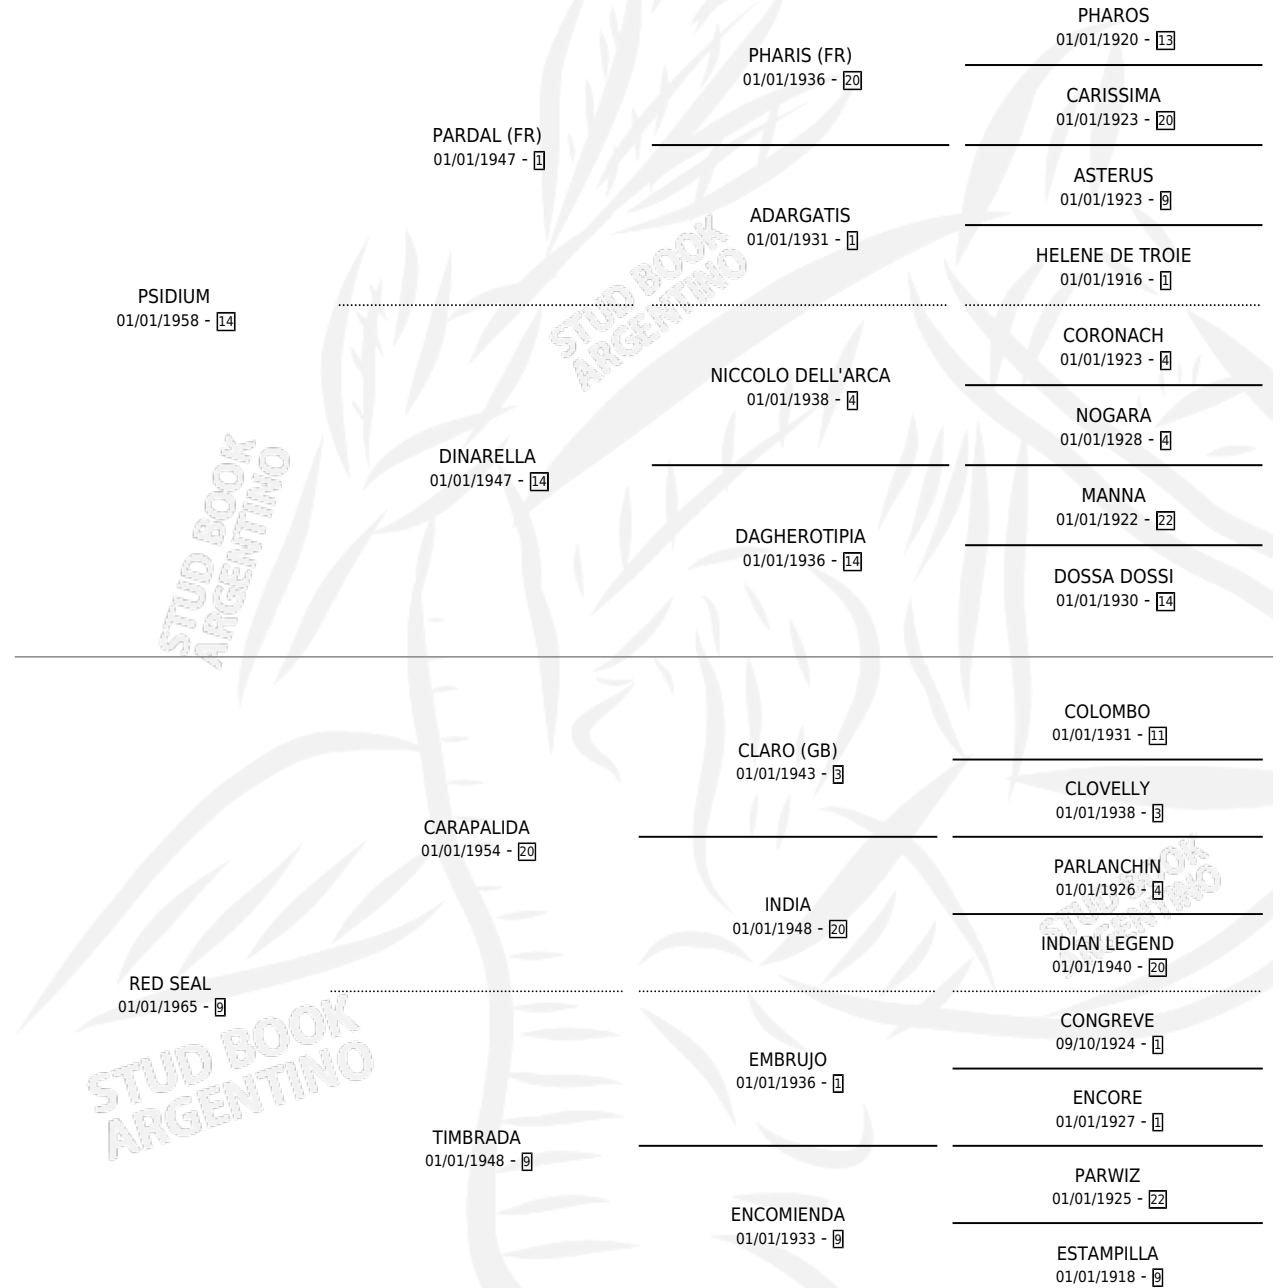 PHAROS
01/01/1920 - 13
PHARIS (FR)
01/01/1936 - 20
CARISSIMA
01/01/1923 - 20
PARDAL (FR)
01/01/1947 - 1
ASTERUS
01/01/1923 - 9
ADARGATIS
01/01/1931 - 1
HELENE DE TROIE
01/01/1916 - 1
PSIDIUM
01/01/1958 - 14
STUD BOOK
ARGENTINO
CORONACH
01/01/1923 - 4
NICCOLO DELL'ARCA
01/01/1938 - 4
NOGARA
01/01/1928 - 4
DINARELLA
01/01/1947 - 14
MANNA
01/01/1922 - 22
DAGHEROTIPIA
01/01/1936 - 14
DOSSA DOSSI
01/01/1930 - 14
STUD BOOK
ARGENTINO
COLOMBO
01/01/1931 - 11
CLARO (GB)
01/01/1943 - 3
CLOVELLY
01/01/1938 - 3
CARAPALIDA
01/01/1954 - 20
PARLANCHIN
01/01/1926 - 4
INDIA
01/01/1948 - 20
STUD BOOK
ARGENTINO
INDIAN LEGEND
01/01/1940 - 20
RED SEAL
01/01/1965 - 9
CONGREVE
09/10/1924 - 1
EMBRUJO
01/01/1936 - 1
STUD BOOK
ARGENTINO
ENCORE
01/01/1927 - 1
TIMBRADA
01/01/1948 - 9
PARWIZ
01/01/1925 - 22
ENCOMIENDA
01/01/1933 - 9
ESTAMPILLA
01/01/1918 - 9